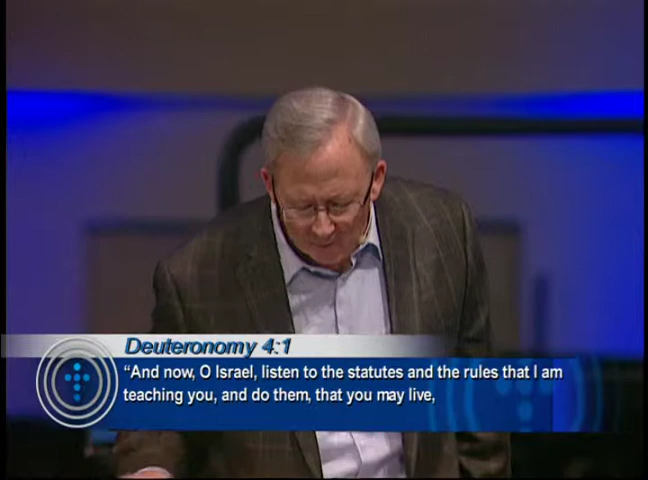 Deuteronomy 4:1
“And now, O Israel, listen to the statutes and the rules that I am
teaching you, and do them, that you may live,